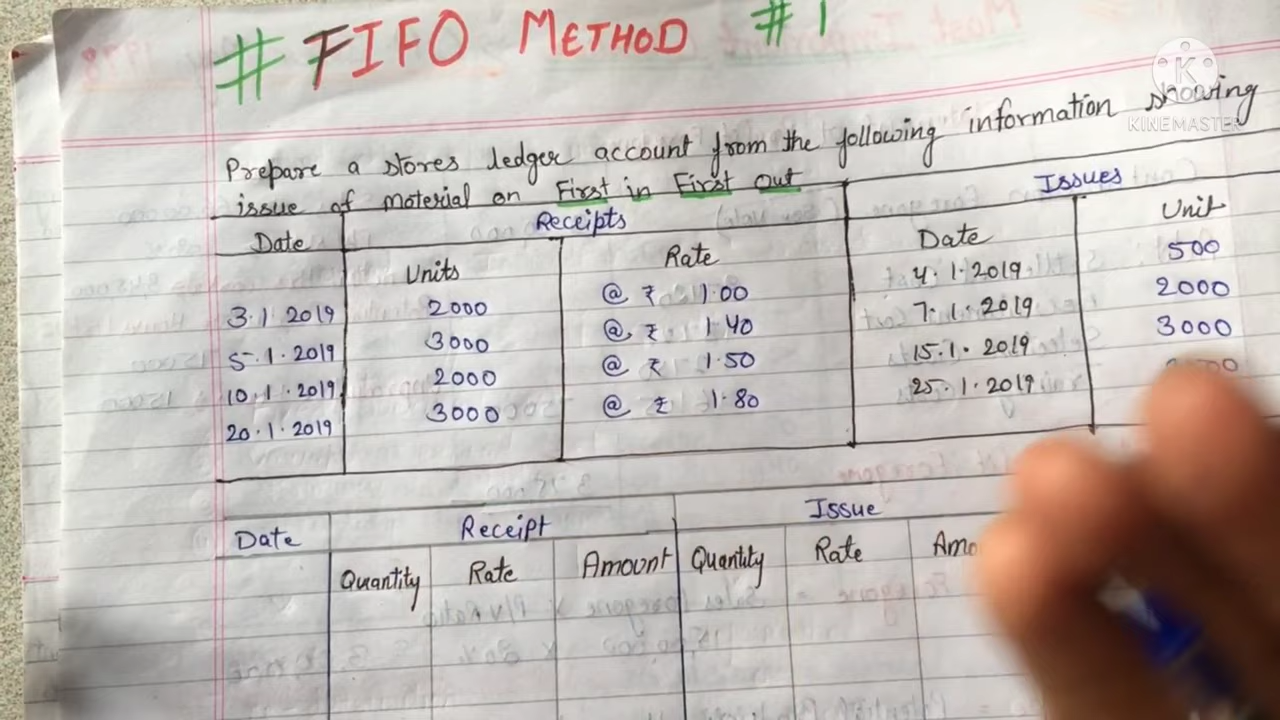 # FIFO METHOD #1
Prepare a stores ledger account from the following information showing
issue of material on First in First Out
Date Receipts Issues
Units Rate Date Unit
3.1.2019 2000 @ ₹ 1.00 4.1.2019 500
5.1.2019 3000 @ ₹ 1.40 7.1.2019 2000
10.1.2019 2000 @ ₹ 1.50 15.1.2019 3000
20.1.2019 3000 @ ₹ 1.80 25.1.2019
Date Receipt Issue
Quantity Rate Amount Quantity Rate Amo
K
KINEMASTER